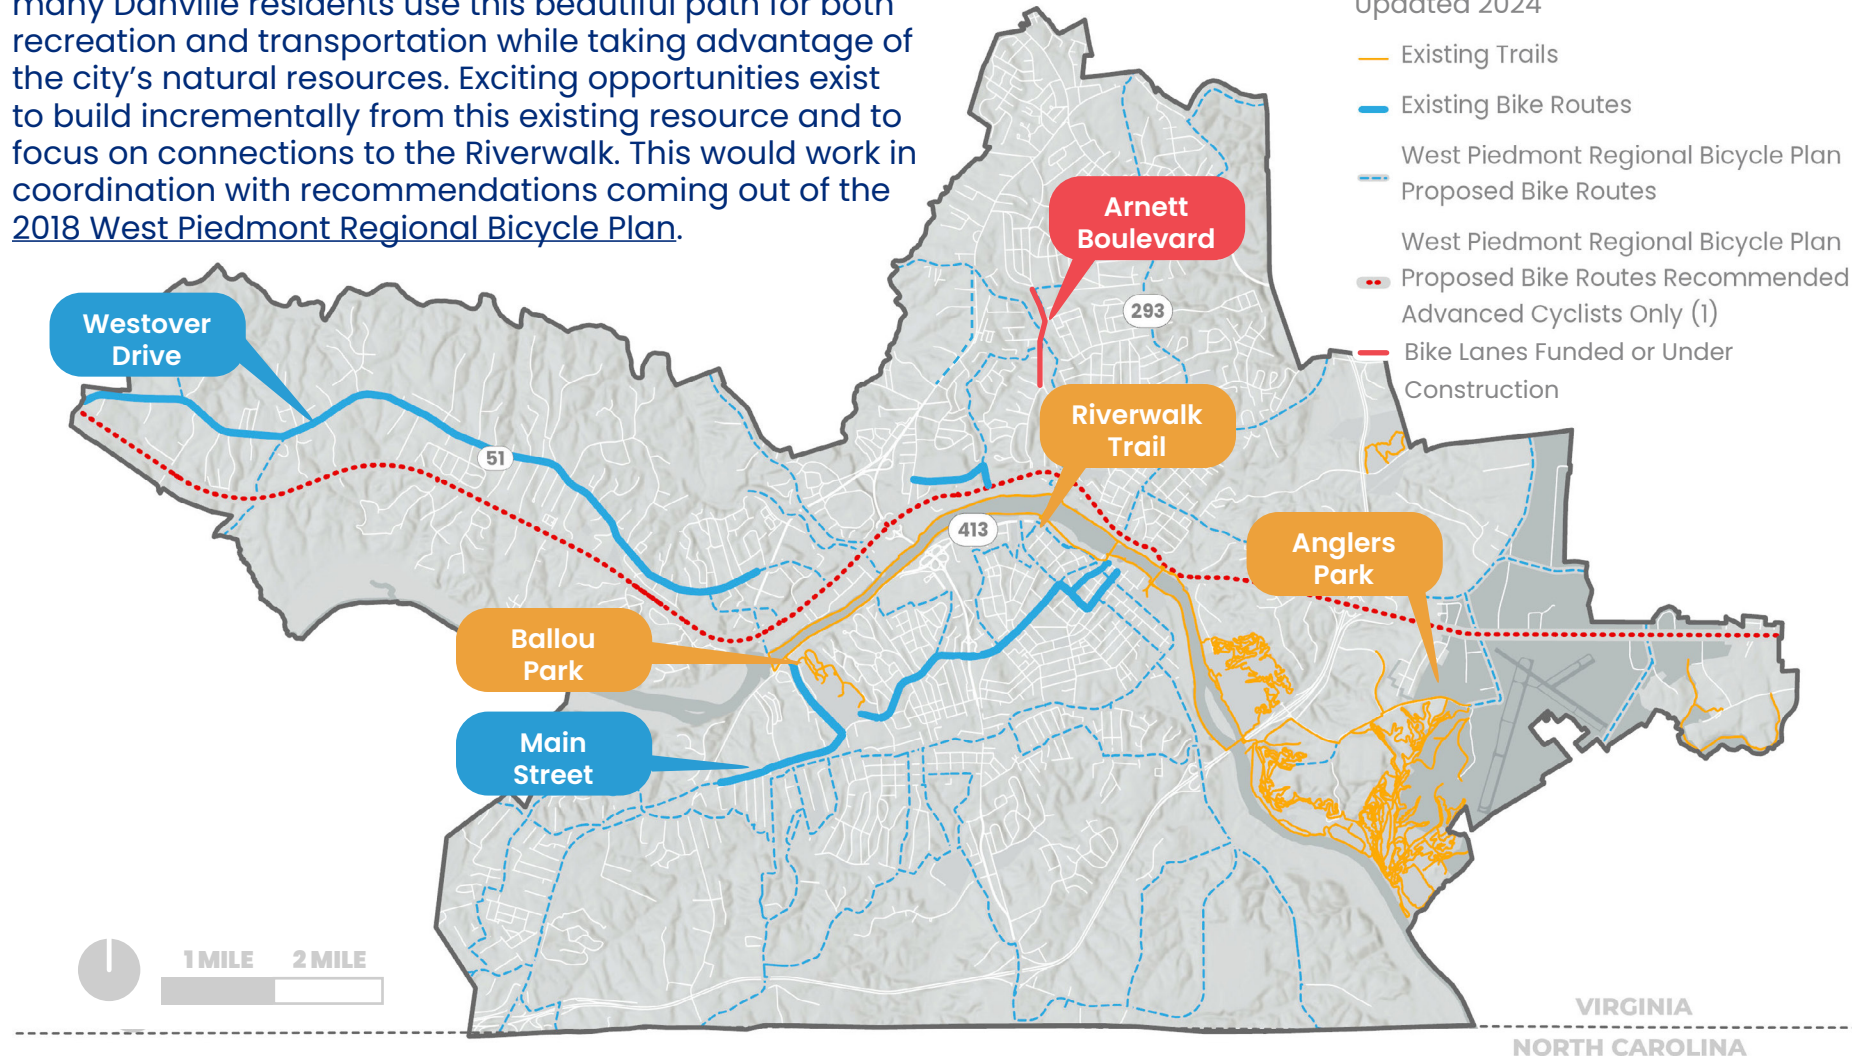 many Danville residents use this beautiful path for both
recreation and transportation while taking advantage of
the city's natural resources. Exciting opportunities exist
to build incrementally from this existing resource and to
focus on connections to the Riverwalk. This would work in
coordination with recommendations coming out of the
2018 West Piedmont Regional Bicycle Plan.
Updated 2024
Existing Trails
Existing Bike Routes
West Piedmont Regional Bicycle Plan
Proposed Bike Routes
West Piedmont Regional Bicycle Plan
Proposed Bike Routes Recommended
Advanced Cyclists Only (1)
Bike Lanes Funded or Under
Construction
Arnett
Boulevard
293
Westover
Drive
51
Riverwalk
Trail
413
Anglers
Park
Ballou
Park
Main
Street
1 MILE
2 MILE
VIRGINIA
NORTH CAROLINA